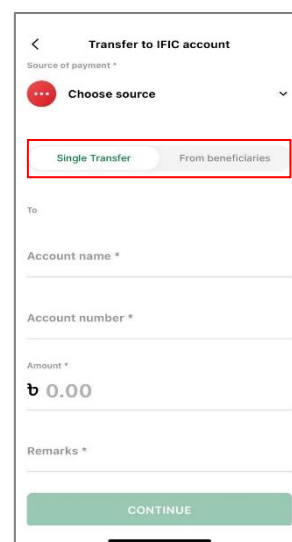 Transfer to IFIC account
Source of payment *
Choose source
Single Transfer From beneficiaries
To
Account name *
Account number *
Amount *
৳ 0.00
Remarks *
CONTINUE